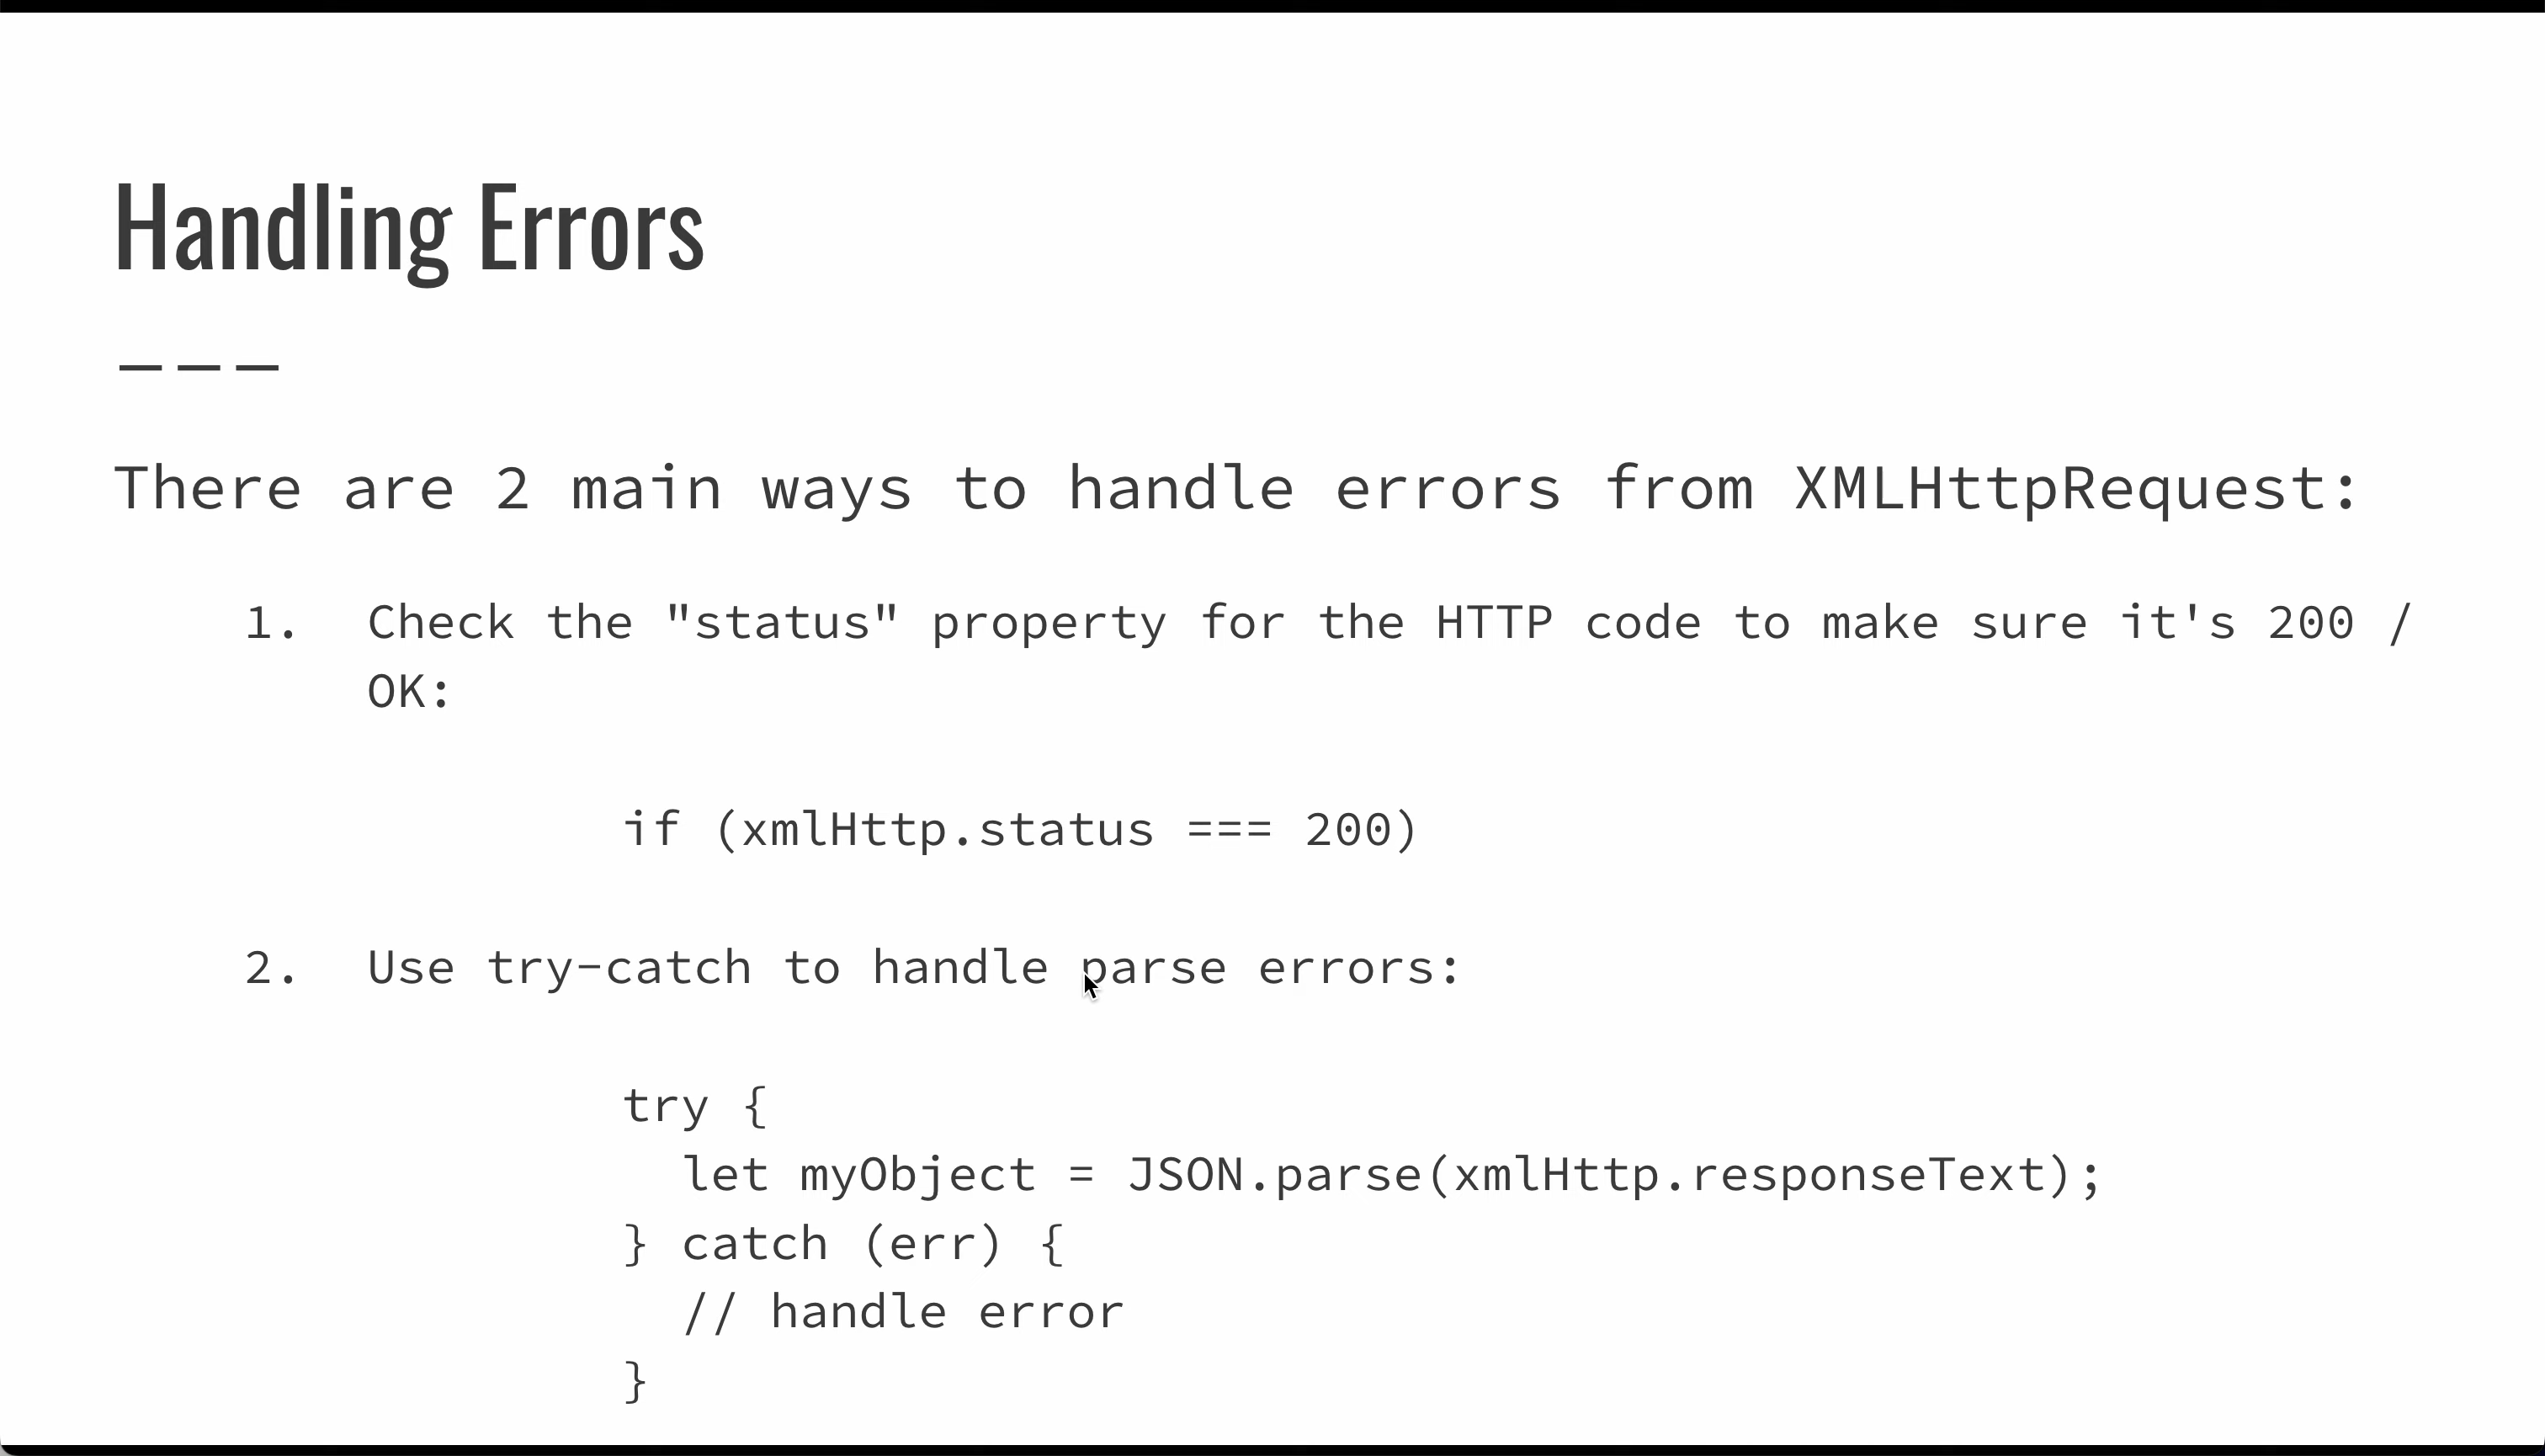 Handling Errors
———
There are 2 main ways to handle errors from XMLHttpRequest:
1. Check the "status" property for the HTTP code to make sure it's 200 /
OK:
if (xmlHttp.status === 200)
2. Use try-catch to handle parse errors:
try {
  let myObject = JSON.parse(xmlHttp.responseText);
} catch (err) {
  // handle error
}